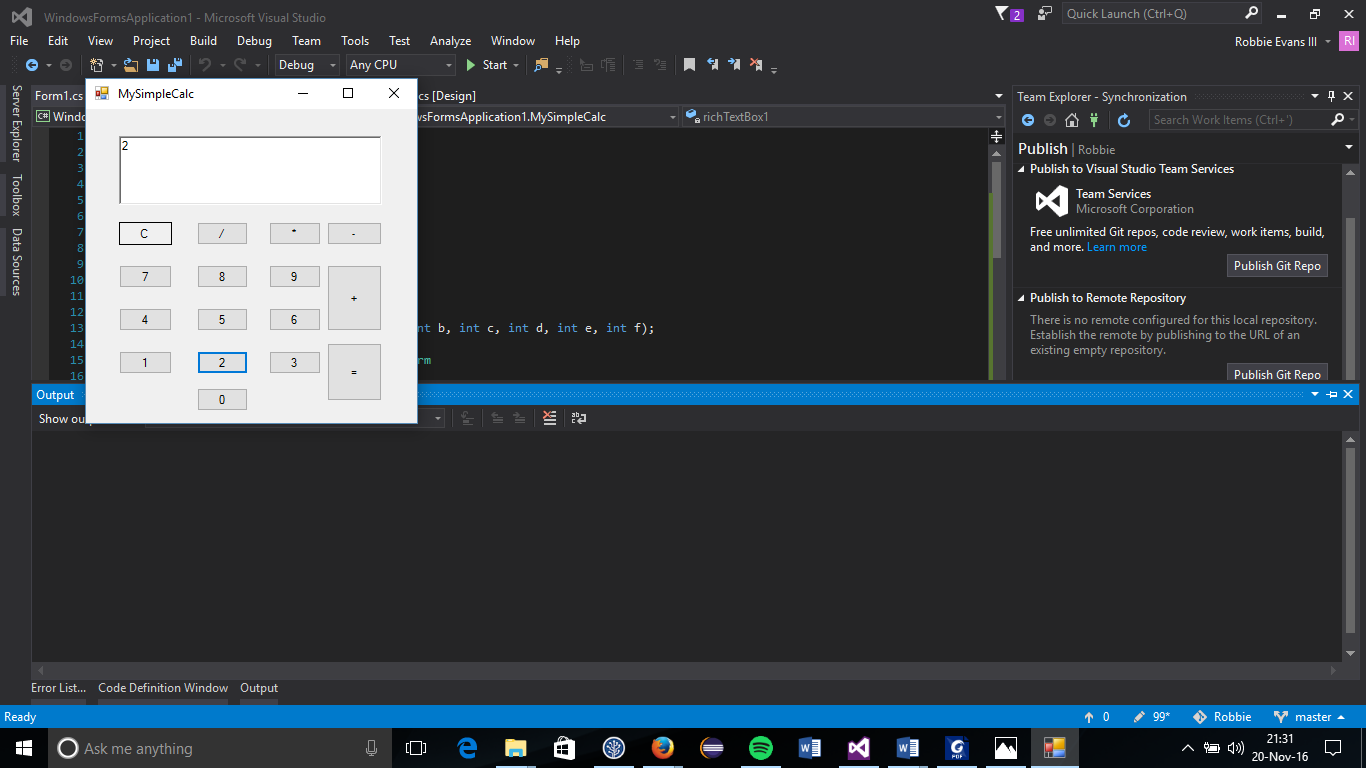 WindowsFormsApplication1 - Microsoft Visual Studio
2
Quick Launch (Ctrl+Q)
File Edit View Project Build Debug Team Tools Test Analyze Window Help
Robbie Evans III
RI
Debug
Any CPU
Start
Server Explorer
Toolbox
Data Sources
Form1.cs
cs [Design]
C# Windo
wsFormsApplication1.MySimpleCalc
richTextBox1
1
2
3
4
5
6
7
8
9
10
11
12
13
nt b, int c, int d, int e, int f);
14
15
rm
16
MySimpleCalc
2
C / * -
7 8 9 +
4 5 6
1 2 3 =
0
Team Explorer - Synchronization
Search Work Items (Ctrl+')
Publish | Robbie
Publish to Visual Studio Team Services
Team Services
Microsoft Corporation
Free unlimited Git repos, code review, work items, build,
and more. Learn more
Publish Git Repo
Publish to Remote Repository
There is no remote configured for this local repository.
Establish the remote by publishing to the URL of an
existing empty repository.
Publish Git Repo
Output
Show out
Error List... Code Definition Window Output
Ready
0
99*
Robbie
master
Ask me anything
PDF
21:31
20-Nov-16